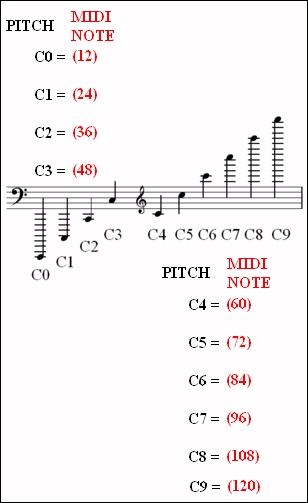 PITCH MIDI NOTE
C0 = (12)
C1 = (24)
C2 = (36)
C3 = (48)
C0 C1 C2 C3 C4 C5 C6 C7 C8 C9
PITCH MIDI NOTE
C4 = (60)
C5 = (72)
C6 = (84)
C7 = (96)
C8 = (108)
C9 = (120)